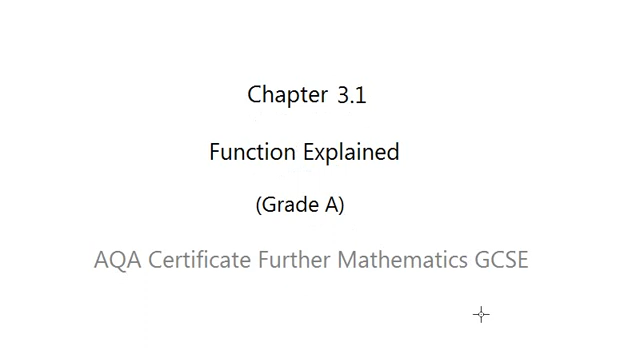 Chapter 3.1
Function Explained
(Grade A)
AQA Certificate Further Mathematics GCSE